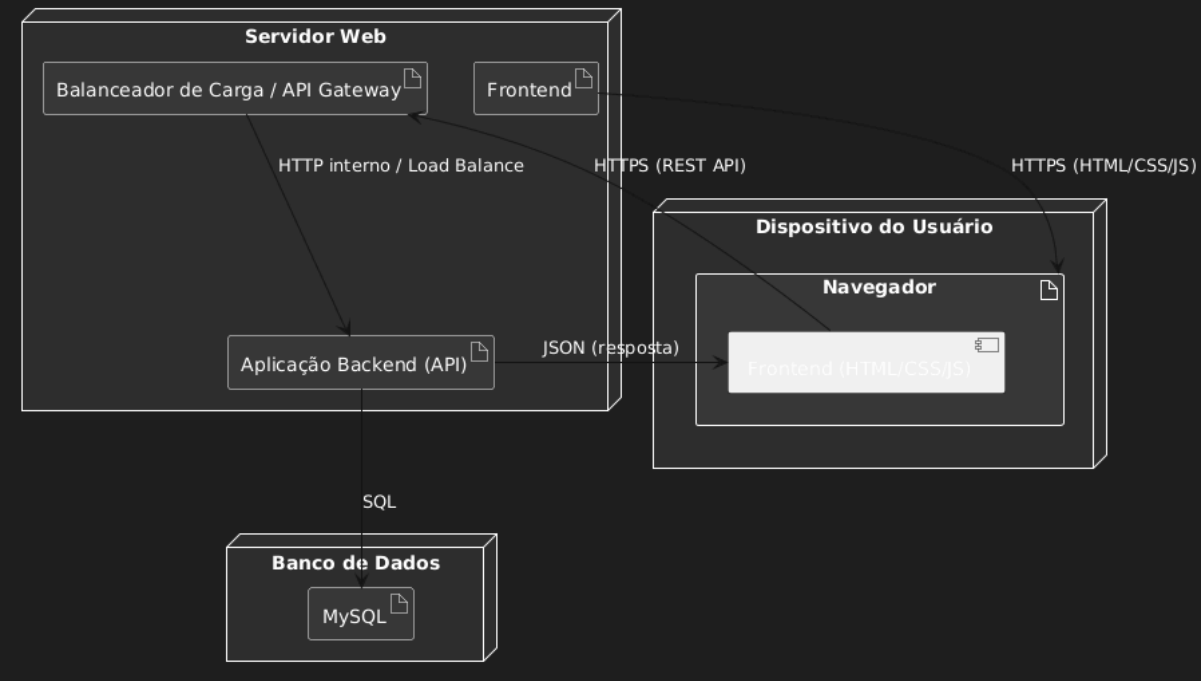 Servidor Web
Balanceador de Carga / API Gateway
Frontend
HTTP interno / Load Balance
HTTPS (REST API)
HTTPS (HTML/CSS/JS)
Dispositivo do Usuário
Navegador
Aplicação Backend (API)
JSON (resposta)
Frontend (HTML/CSS/JS)
SQL
Banco de Dados
MySQL